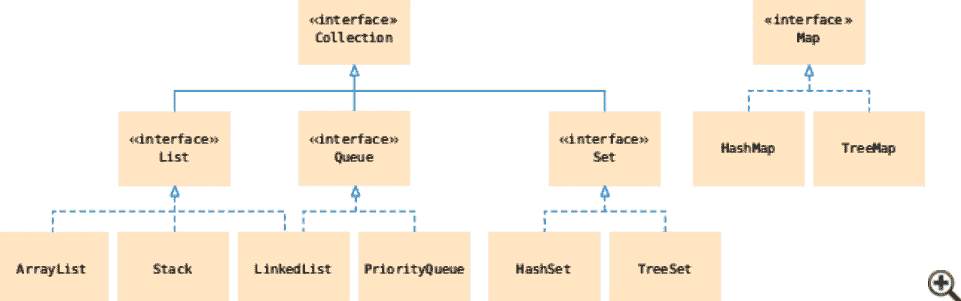 «interface»
Collection
«interface»
Map
«interface»
List
«interface»
Queue
«interface»
Set
HashMap
TreeMap
ArrayList
Stack
LinkedList
PriorityQueue
HashSet
TreeSet